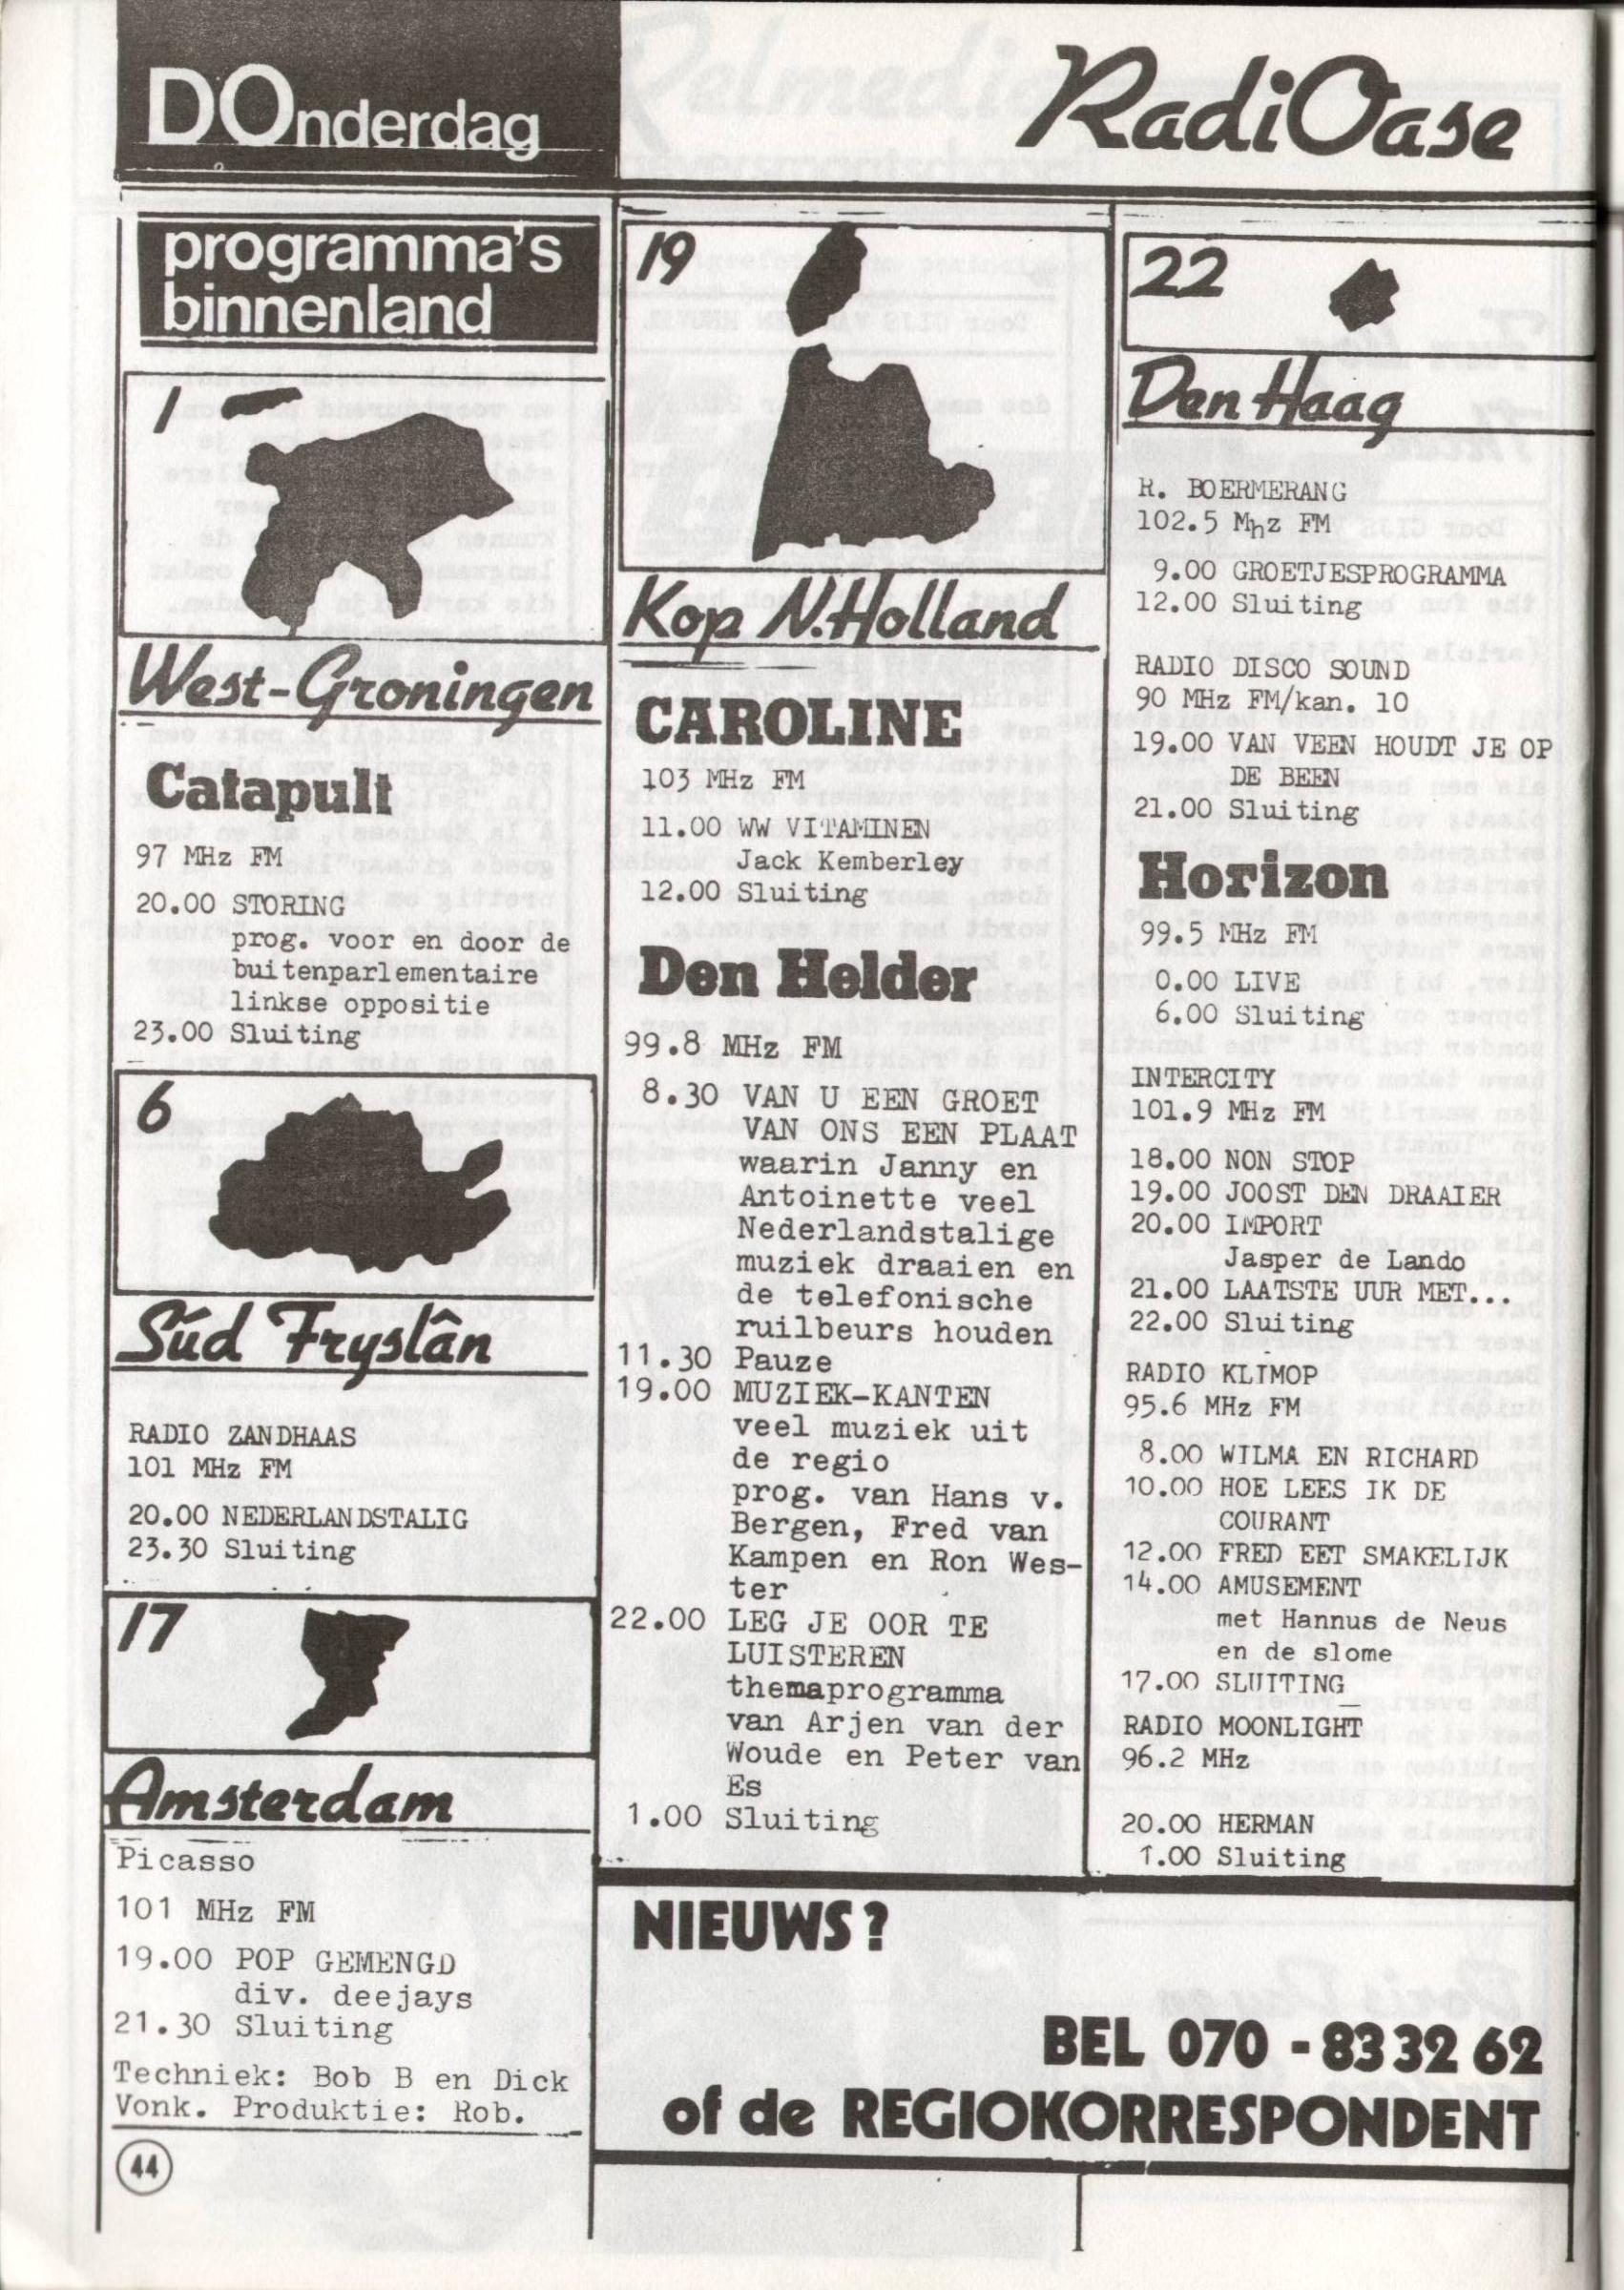 DOnderdag
RadiOase
programma's
binnenland
1
West-Groningen
Catapult
97 MHz FM
20.00 STORING
prog. voor en door de
buitenparlementaire
linkse oppositie
23.00 Sluiting
6
Súd Fryslân
RADIO ZANDHAAS
101 MHz FM
20.00 NEDERLANDSTALIG
23.30 Sluiting
17
Amsterdam
Picasso
101 MHz FM
19.00 POP GEMENGD
div. deejays
21.30 Sluiting
Techniek: Bob B en Dick
Vonk. Produktie: Rob.
44
19
Kop N.Holland
CAROLINE
103 MHz FM
11.00 WW VITAMINEN
Jack Kemberley
12.00 Sluiting
Den Helder
99.8 MHz FM
8.30 VAN U EEN GROET
VAN ONS EEN PLAAT
waarin Janny en
Antoinette veel
Nederlandstalige
muziek draaien en
de telefonische
ruilbeurs houden
11.30 Pauze
19.00 MUZIEK-KANTEN
veel muziek uit
de regio
prog. van Hans v.
Bergen, Fred van
Kampen en Ron Wes-
ter
22.00 LEG JE OOR TE
LUISTEREN
themaprogramma
van Arjen van der
Woude en Peter van
Es
1.00 Sluiting
22
Den Haag
R. BOERMERANG
102.5 Mhz FM
9.00 GROETJESPROGRAMMA
12.00 Sluiting
RADIO DISCO SOUND
90 MHz FM/kan. 10
19.00 VAN VEEN HOUDT JE OP
DE BEEN
21.00 Sluiting
Horizon
99.5 MHz FM
0.00 LIVE
6.00 Sluiting
INTERCITY
101.9 MHz FM
18.00 NON STOP
19.00 JOOST DEN DRAAIER
20.00 IMPORT
Jasper de Lando
21.00 LAATSTE UUR MET...
22.00 Sluiting
RADIO KLIMOP
95.6 MHz FM
8.00 WILMA EN RICHARD
10.00 HOE LEES IK DE
COURANT
12.00 FRED EET SMAKELIJK
14.00 AMUSEMENT
met Hannus de Neus
en de slome
17.00 SLUITING
RADIO MOONLIGHT
96.2 MHz
20.00 HERMAN
1.00 Sluiting
NIEUWS?
BEL 070 - 83 32 62
of de REGIOKORRESPONDENT